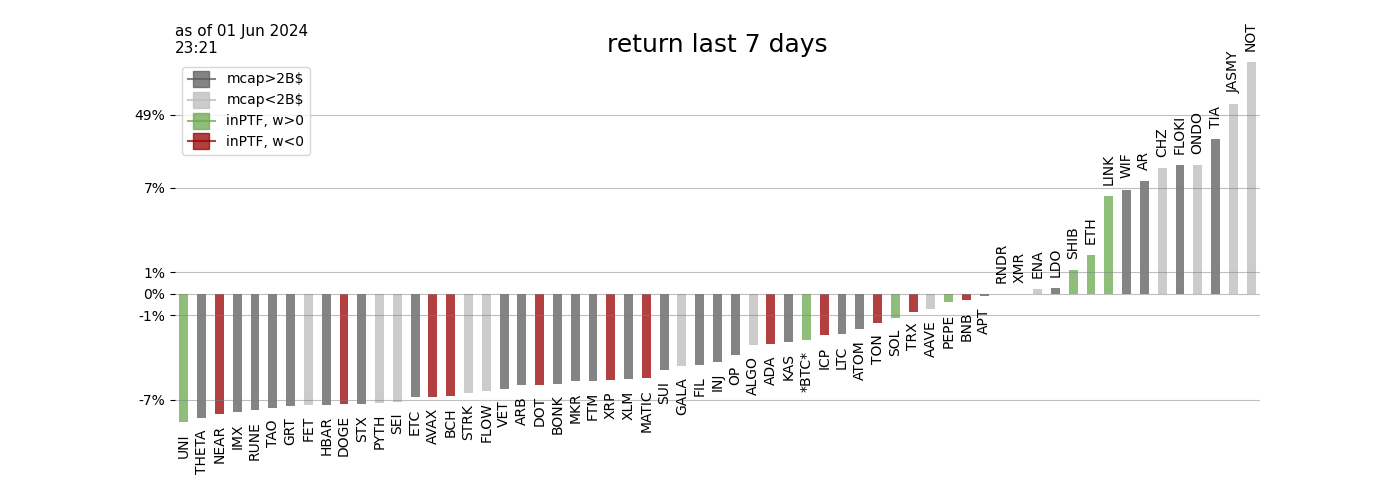 as of 01 Jun 2024
23:21
return last 7 days
mcap>2B$
mcap<2B$
inPTF, w>0
inPTF, w<0
49%
7%
1%
0%
-1%
-7%
UNI
THETA
NEAR
IMX
RUNE
TAO
GRT
FET
HBAR
DOGE
STX
PYTH
SEI
ETC
AVAX
BCH
STRK
FLOW
VET
ARB
DOT
BONK
MKR
FTM
XRP
XLM
MATIC
SUI
GALA
FIL
INJ
OP
ALGO
ADA
KAS
*BTC*
ICP
LTC
ATOM
TON
SOL
TRX
AAVE
PEPE
BNB
APT
RNDR
XMR
ENA
LDO
SHIB
ETH
LINK
WIF
AR
CHZ
FLOKI
ONDO
TIA
JASMY
NOT